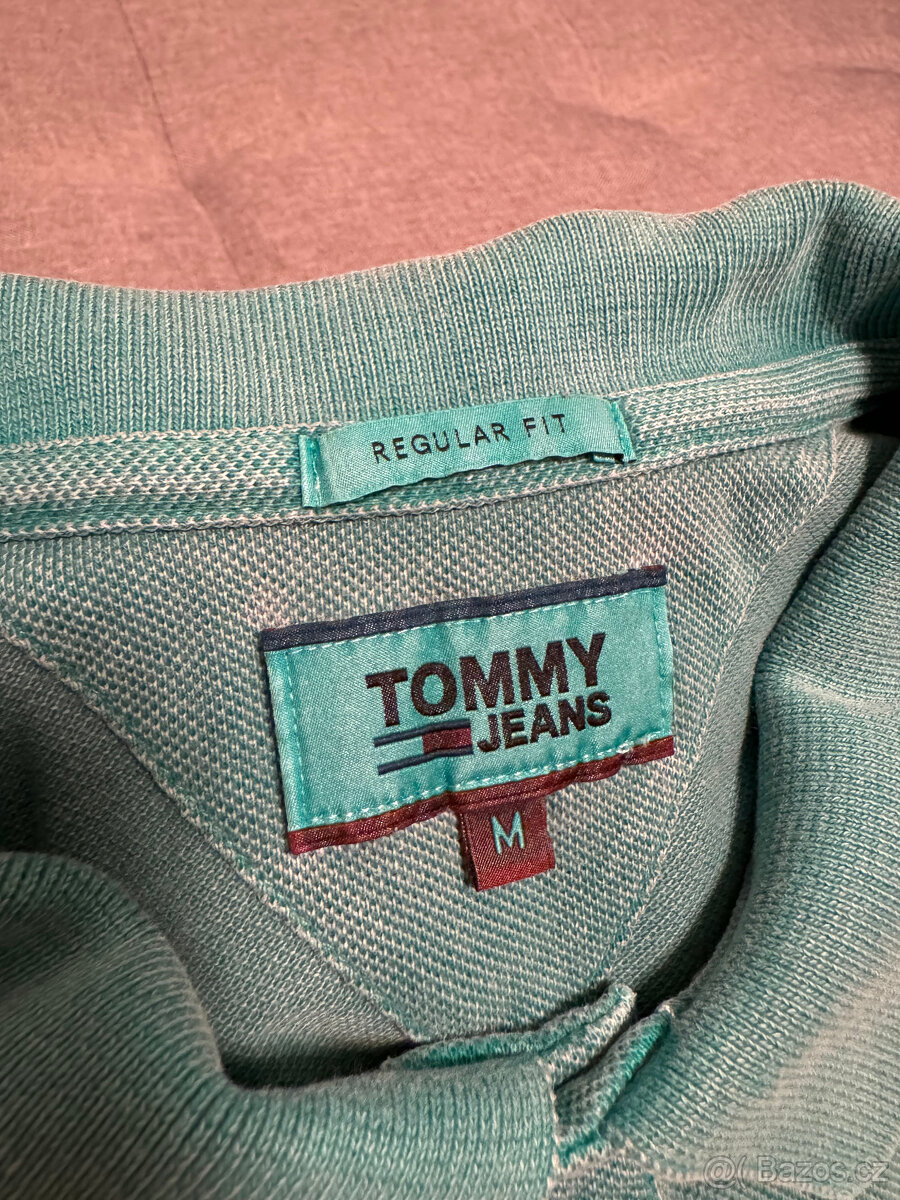 REGULAR FIT
TOMMY
JEANS
M
@ Bazos.cz